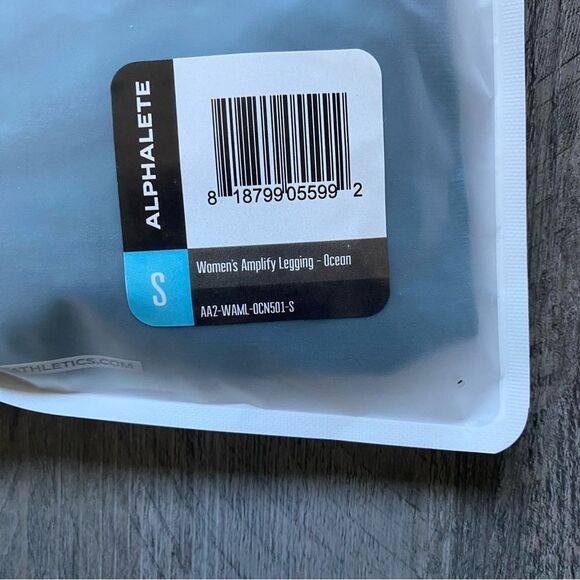 ALPHALETE
8 18799 05599 2
S
Women's Amplify Legging - Ocean
AA2-WAML-OCN501-S
ATHLETICS.COM